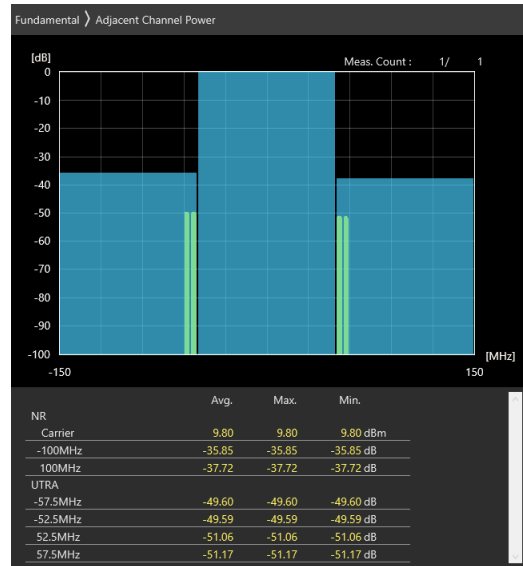 Fundamental 〉 Adjacent Channel Power
[dB]
Meas. Count : 1/ 1
0
-10
-20
-30
-40
-50
-60
-70
-80
-90
-100
[MHz]
-150 150
Avg. Max. Min.
NR
Carrier 9.80 9.80 9.80 dBm
-100MHz -35.85 -35.85 -35.85 dB
100MHz -37.72 -37.72 -37.72 dB
UTRA
-57.5MHz -49.60 -49.60 -49.60 dB
-52.5MHz -49.59 -49.59 -49.59 dB
52.5MHz -51.06 -51.06 -51.06 dB
57.5MHz -51.17 -51.17 -51.17 dB